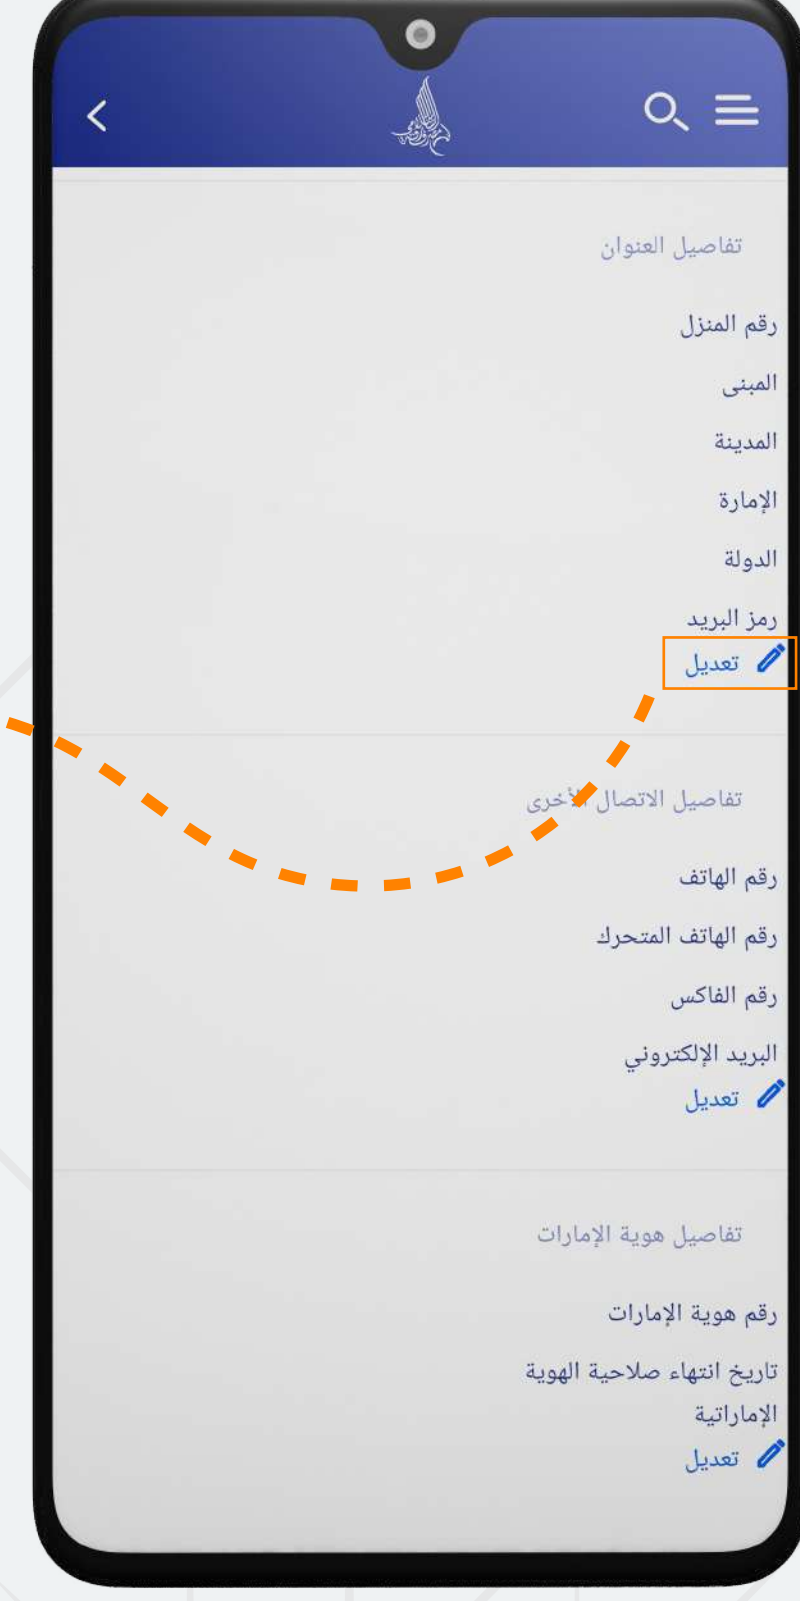 تفاصيل العنوان
رقم المنزل
المبنى
المدينة
الإمارة
الدولة
رمز البريد
تعديل
تفاصيل الاتصال الأخرى
رقم الهاتف
رقم الهاتف المتحرك
رقم الفاكس
البريد الإلكتروني
تعديل
تفاصيل هوية الإمارات
رقم هوية الإمارات
تاريخ انتهاء صلاحية الهوية
الإماراتية
تعديل